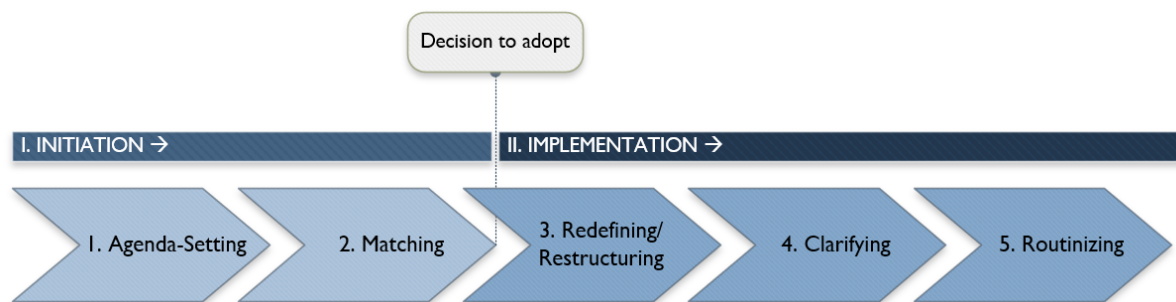 Decision to adopt
I. INITIATION →
II. IMPLEMENTATION →
1. Agenda-Setting
2. Matching
3. Redefining/
Restructuring
4. Clarifying
5. Routinizing